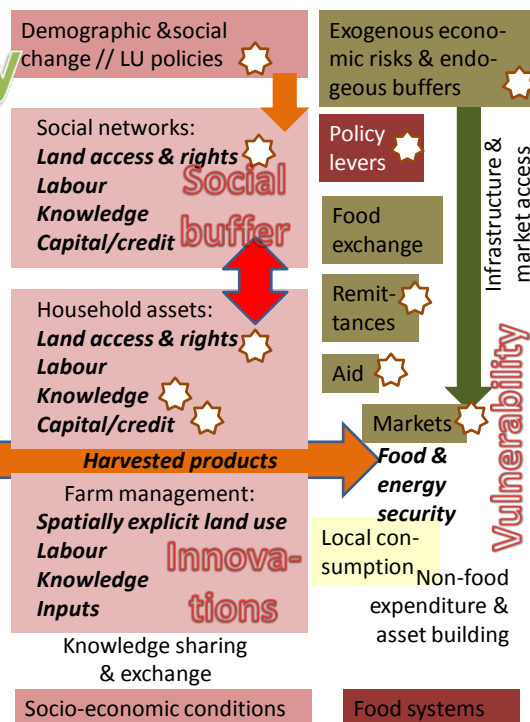 Demographic &social
change // LU policies
y
Social networks:
Land access & rights
Labour
Knowledge
Capital/credit
Social
buffer
Household assets:
Land access & rights
Labour
Knowledge
Capital/credit
Harvested products
Farm management:
Spatially explicit land use
Labour
Knowledge
Inputs
Innova-
tions
Knowledge sharing
& exchange
Socio-economic conditions
Exogenous econo-
mic risks & endo-
geous buffers
Policy
levers
Food
exchange
Remit-
tances
Aid
Markets
Infrastructure &
market access
Vulnerability
Food &
energy
security
Local con-
sumption
Non-food
expenditure &
asset building
Food systems